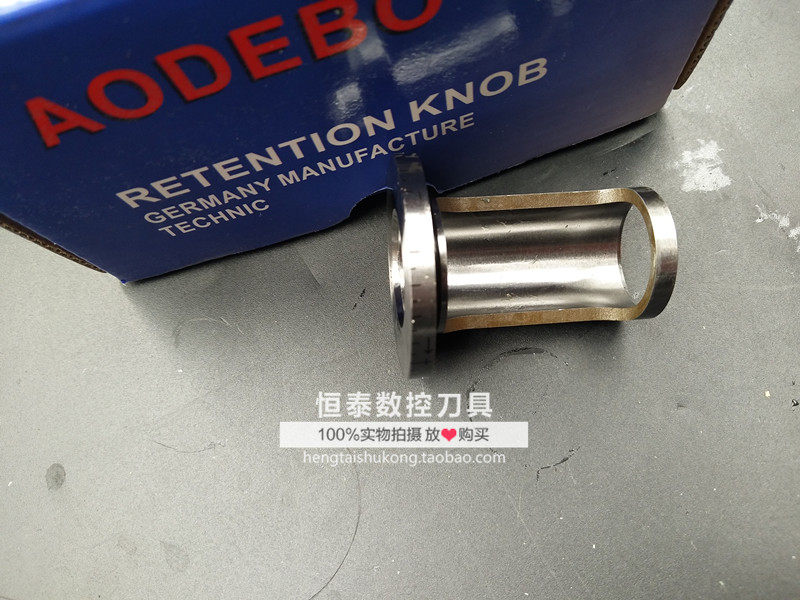 AODEBO
RETENTION KNOB
GERMANY MANUFACTURE
TECHNIC
恒泰数控刀具
100%实物拍摄 放❤购买
hengtaishukong.taobao.com